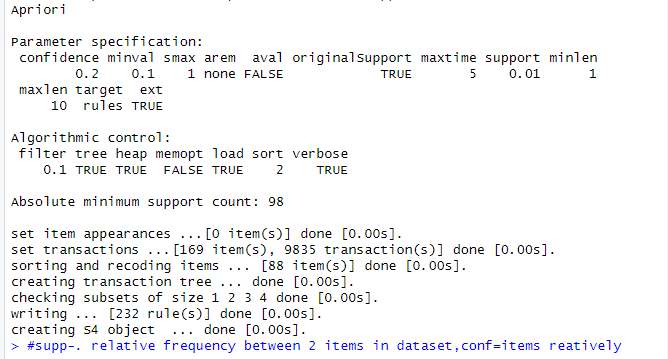 Apriori
Parameter specification:
confidence minval smax arem aval originalSupport maxtime support minlen
0.2 0.1 1 none FALSE TRUE 5 0.01 1
maxlen target ext
10 rules TRUE
Algorithmic control:
filter tree heap memopt load sort verbose
0.1 TRUE TRUE FALSE TRUE 2 TRUE
Absolute minimum support count: 98
set item appearances ...[0 item(s)] done [0.00s].
set transactions ...[169 item(s), 9835 transaction(s)] done [0.00s].
sorting and recoding items ... [88 item(s)] done [0.00s].
creating transaction tree ... done [0.00s].
checking subsets of size 1 2 3 4 done [0.00s].
writing ... [232 rule(s)] done [0.00s].
creating S4 object ... done [0.00s].
> #supp-. relative frequency between 2 items in dataset,conf=items reatively